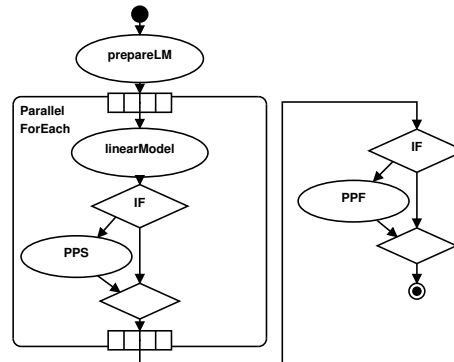 prepareLM
Parallel
ForEach
linearModel
IF
PPS
IF
PPF